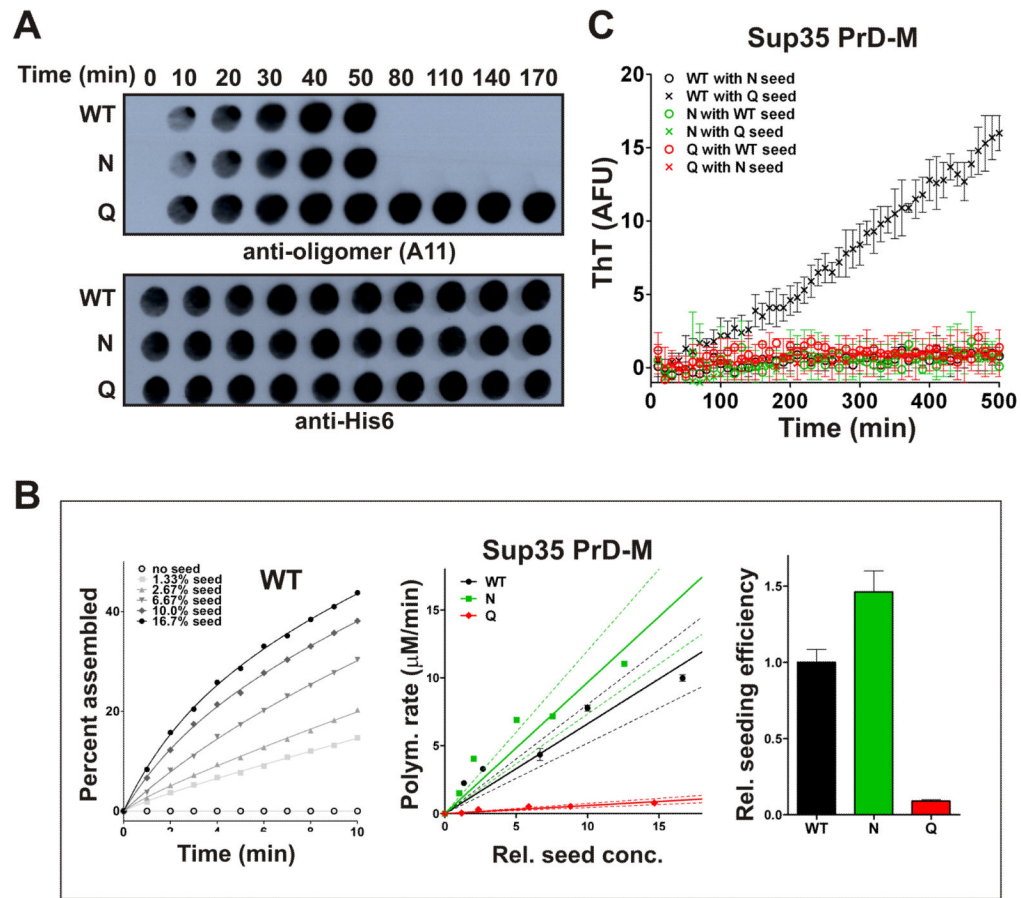 A
Time (min) 0 10 20 30 40 50 80 110 140 170
WT
N
Q
anti-oligomer (A11)
WT
N
Q
anti-His6
C
Sup35 PrD-M
ThT (AFU)
20
15
10
5
0
WT with N seed
WT with Q seed
N with WT seed
N with Q seed
Q with WT seed
Q with N seed
0 100 200 300 400 500
Time (min)
B
WT
Percent assembled
40
20
0
no seed
1.33% seed
2.67% seed
6.67% seed
10.0% seed
16.7% seed
0 2 4 6 8 10
Time (min)
Sup35 PrD-M
Polym. rate (µM/min)
15
10
5
0
WT
N
Q
0 5 10 15
Rel. seed conc.
Rel. seeding efficiency
1.5
1.0
0.5
0.0
WT N Q